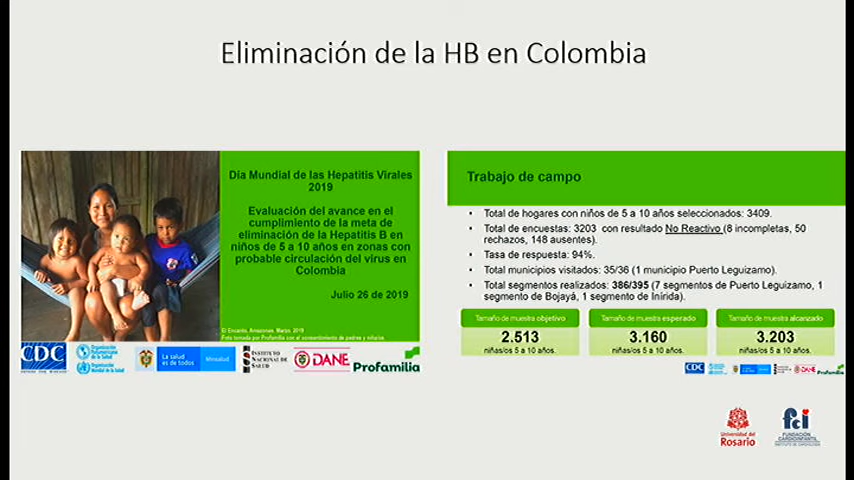 Eliminación de la HB en Colombia
Día Mundial de las Hepatitis Virales
2019
Evaluación del avance en el
cumplimiento de la meta de
eliminación de la Hepatitis B en
niños de 5 a 10 años en zonas con
probable circulación del virus en
Colombia
Julio 26 de 2019
El Encanto, Amazonas. Marzo, 2019
Foto tomada por Profamilia con el consentimiento de padres y niños/as
CDC
Organización
Panamericana
de la Salud
Organización
Mundial de la Salud
La salud
es de todos
Minsalud
INSTITUTO
NACIONAL DE
SALUD
DANE
Profamilia
Trabajo de campo
• Total de hogares con niños de 5 a 10 años seleccionados: 3409.
• Total de encuestas: 3203 con resultado No Reactivo (8 incompletas, 50
rechazos, 148 ausentes).
• Tasa de respuesta: 94%.
• Total municipios visitados: 35/36 (1 municipio Puerto Leguizamo).
• Total segmentos realizados: 386/395 (7 segmentos de Puerto Leguizamo, 1
segmento de Bojayá, 1 segmento de Inírida).
Tamaño de muestra objetivo
2.513
niñas/os 5 a 10 años.
Tamaño de muestra esperado
3.160
niñas/os 5 a 10 años.
Tamaño de muestra alcanzado
3.203
niñas/os 5 a 10 años.
CDC
DANE
Profamilia
Universidad del
Rosario
fci
FUNDACIÓN
CARDIOINFANTIL
INSTITUTO DE CARDIOLOGÍA